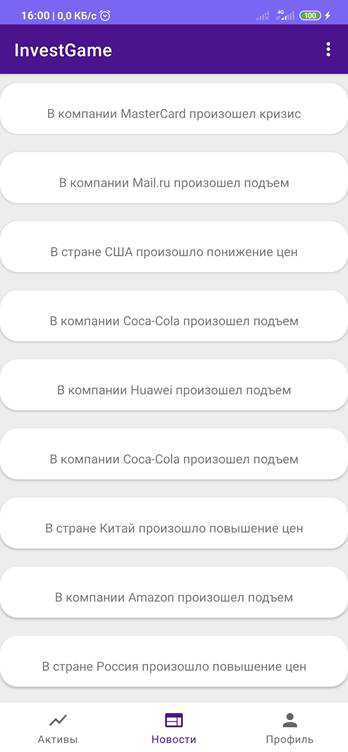 16:00 | 0,0 КБ/с
4G
100
InvestGame
В компании MasterCard произошел кризис
В компании Mail.ru произошел подъем
В стране США произошло понижение цен
В компании Coca-Cola произошел подъем
В компании Huawei произошел подъем
В компании Coca-Cola произошел подъем
В стране Китай произошло повышение цен
В компании Amazon произошел подъем
В стране Россия произошло повышение цен
Активы
Новости
Профиль